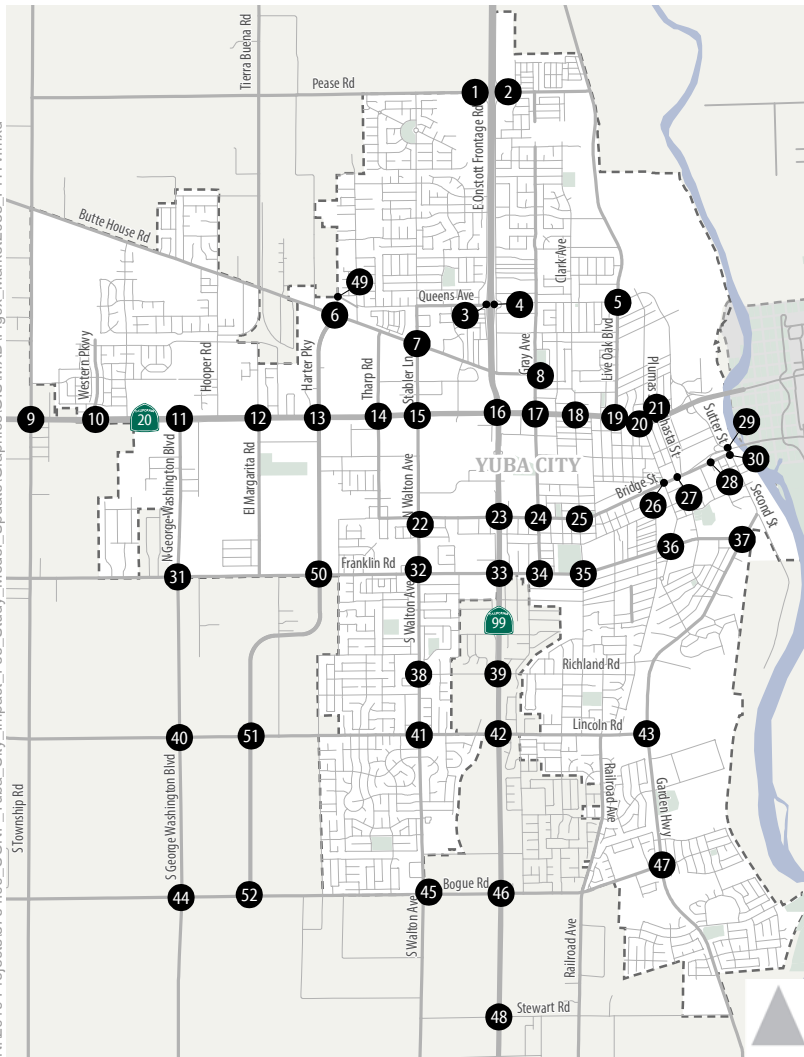 Tierra Buena Rd
Pease Rd
1
2
E Onstott Frontage Rd
Butte House Rd
Clark Ave
49
Queens Ave
6
3
4
5
Western Pkwy
Hooper Rd
Harter Pky
7
Tharp Rd
Stabler Ln
Gray Ave
8
Live Oak Blvd
Plumas
9
10
CALIFORNIA
20
11
12
13
14
15
16
17
18
19
20
21
Shasta St
Sutter St
29
30
28
YUBA CITY
N George Washington Blvd
El Margarita Rd
N Walton Ave
Bridge St
26
27
Second St
22
23
24
25
36
37
31
50
Franklin Rd
32
33
34
35
S Walton Ave
CALIFORNIA
99
38
39
Richland Rd
40
51
41
42
Lincoln Rd
43
S Township Rd
S George Washington Blvd
Railroad Ave
Garden Hwy
44
52
45
Bogue Rd
46
47
S Walton Ave
Railroad Ave
48
Stewart Rd